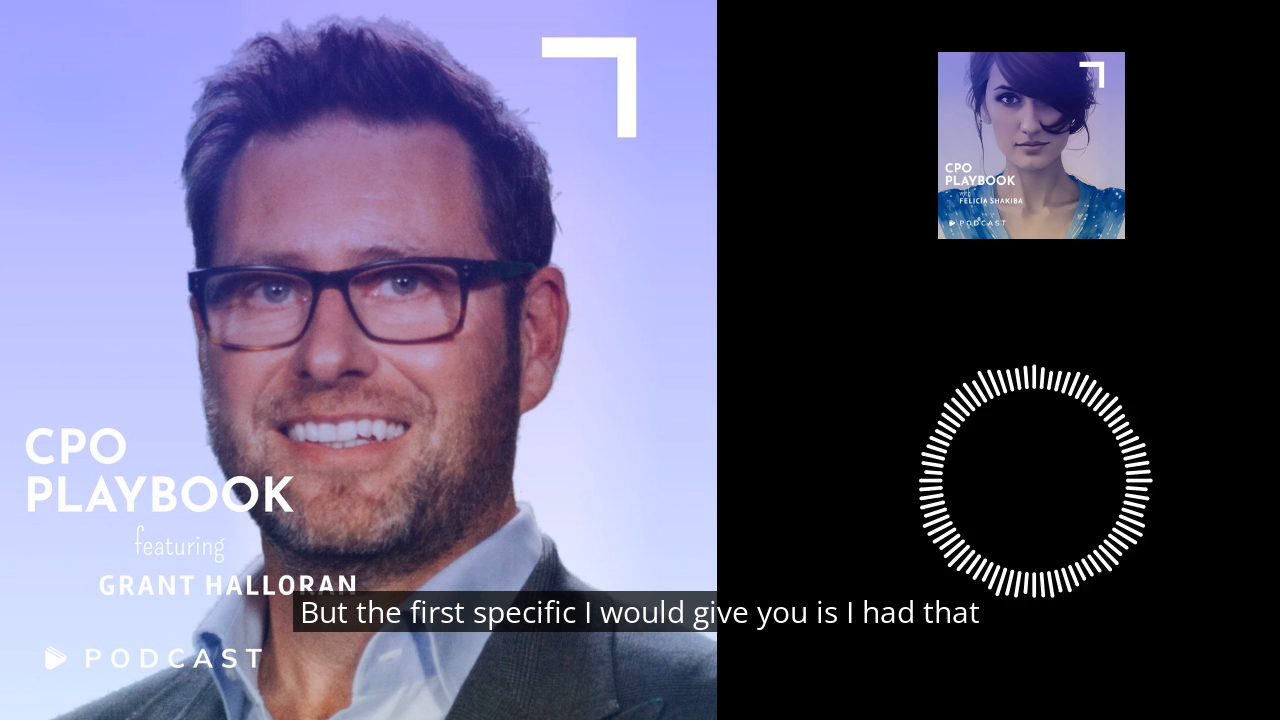 CPO
PLAYBOOK
featuring
GRANT HALLORAN
PODCAST
CPO
PLAYBOOK
with
FELICIA SHAKIBA
PODCAST
But the first specific I would give you is I had that